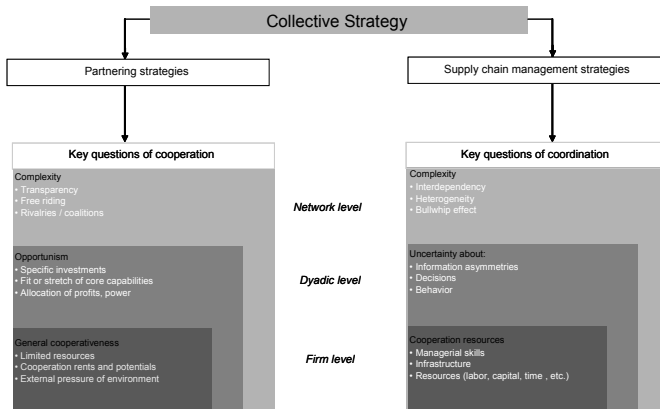 Collective Strategy
Partnering strategies
Supply chain management strategies
Key questions of cooperation
Complexity
• Transparency
• Free riding
• Rivalries / coalitions
Opportunism
• Specific investments
• Fit or stretch of core capabilities
• Allocation of profits, power
General cooperativeness
• Limited resources
• Cooperation rents and potentials
• External pressure of environment
Network level
Dyadic level
Firm level
Key questions of coordination
Complexity
• Interdependency
• Heterogeneity
• Bullwhip effect
Uncertainty about:
• Information asymmetries
• Decisions
• Behavior
Cooperation resources
• Managerial skills
• Infrastructure
• Resources (labor, capital, time , etc.)